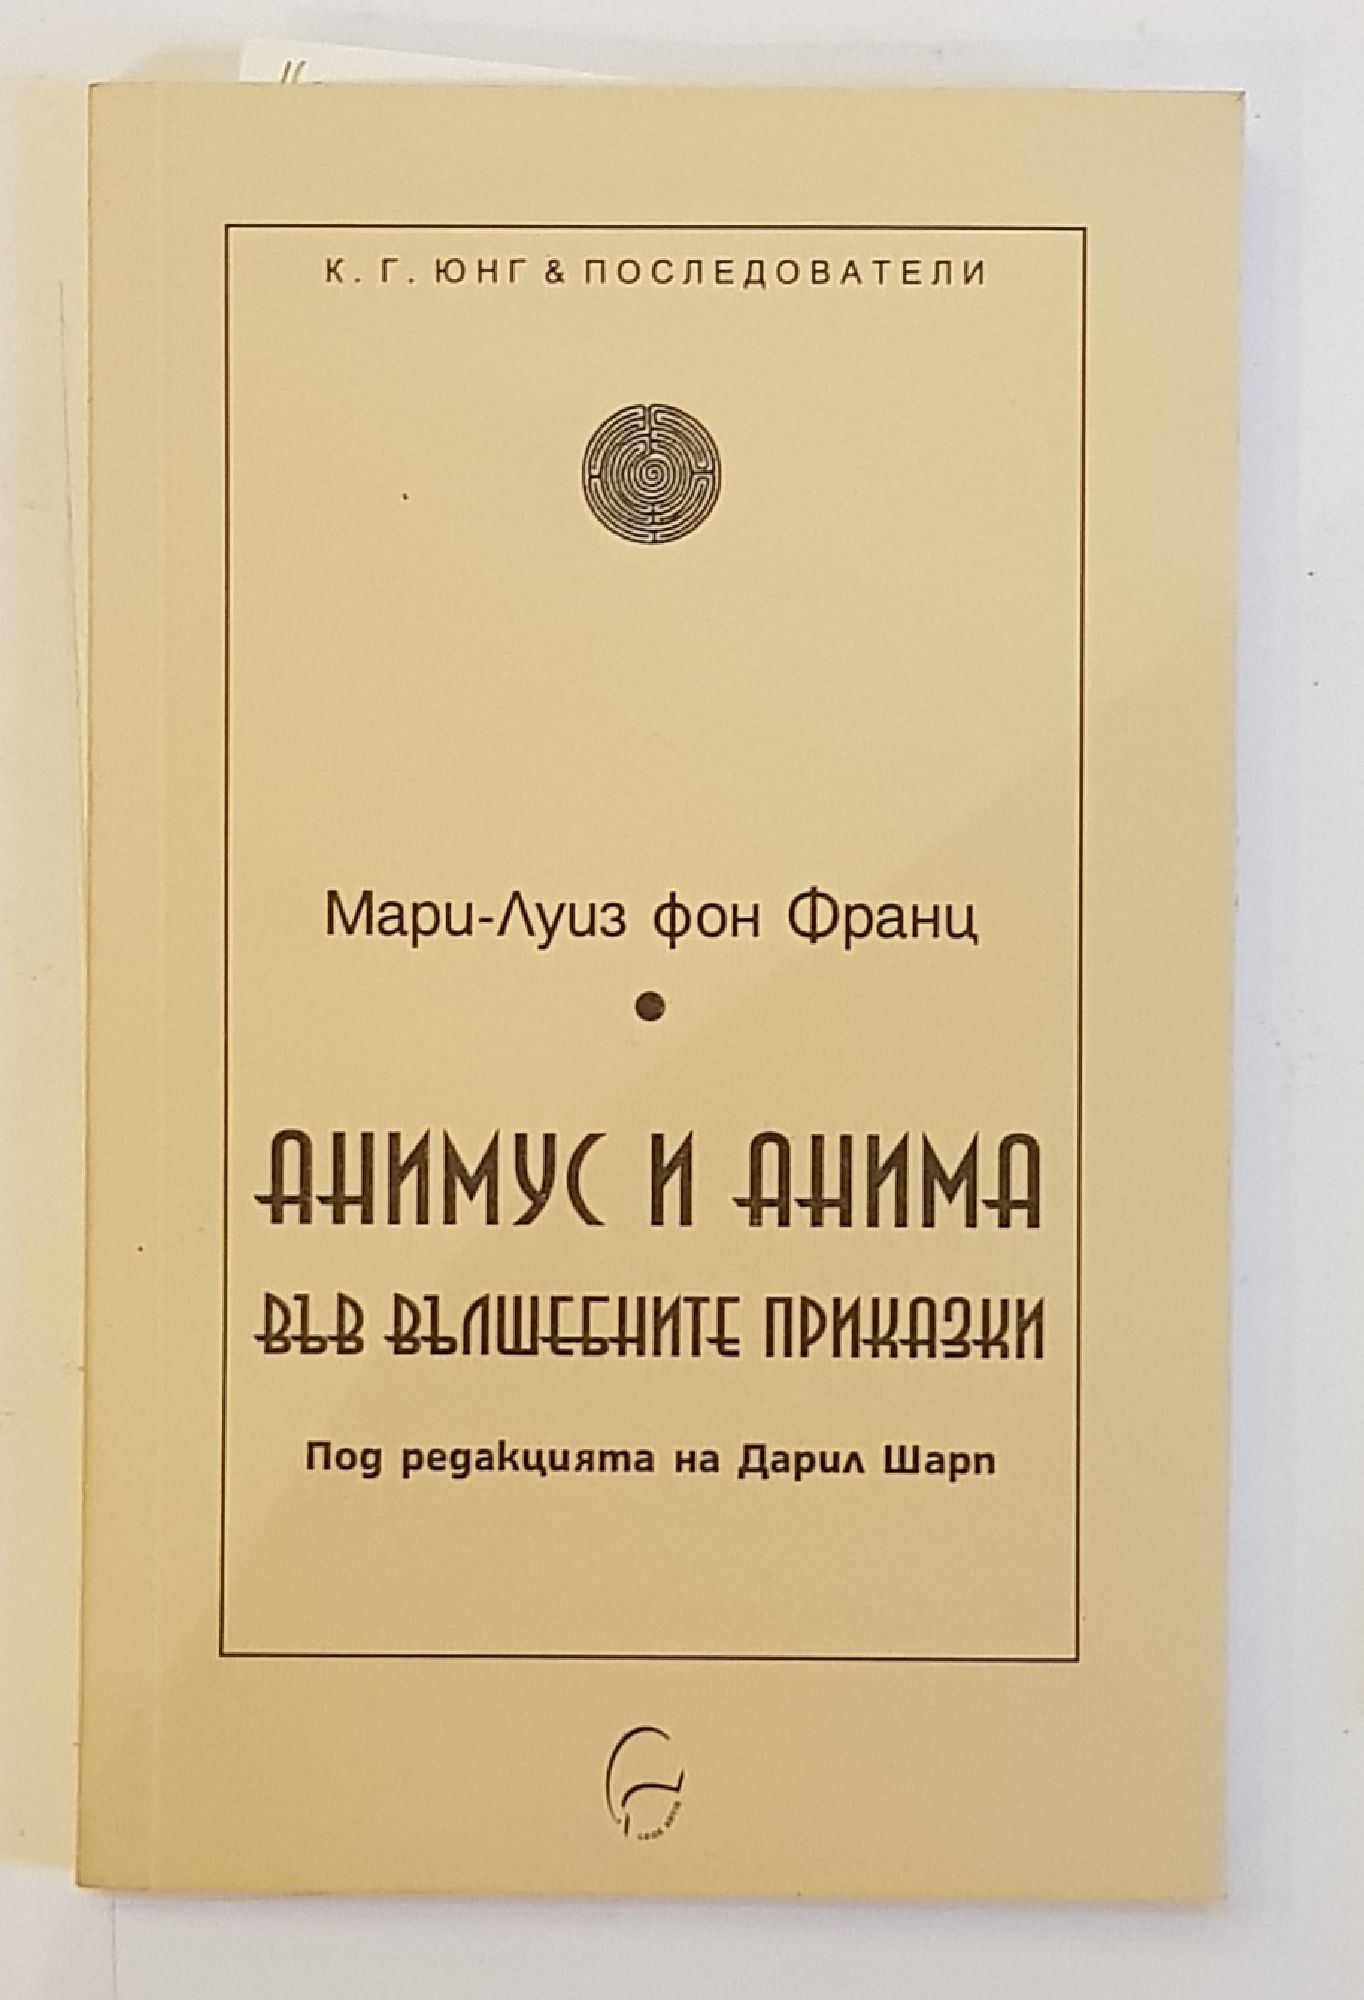 К. Г. ЮНГ & ПОСЛЕДОВАТЕЛИ
Мари-Луиз фон Франц
АНИМУС И АНИМА
ВЪВ ВЪЛШЕБНИТЕ ПРИКАЗКИ
Под редакцията на Дарил Шарп